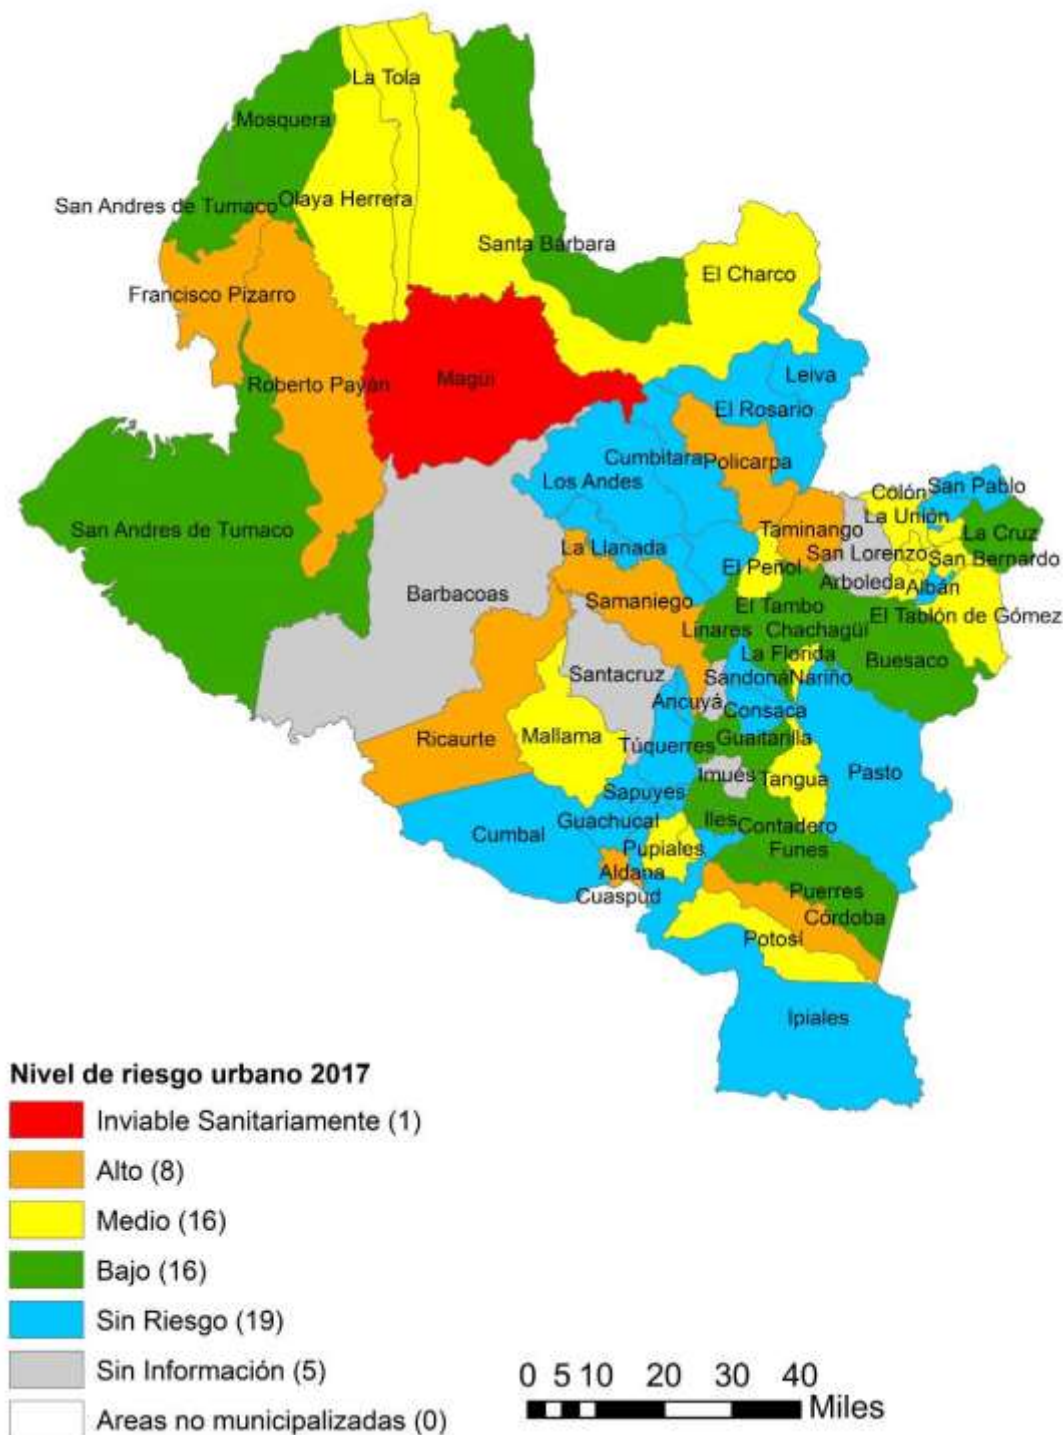 La Tola
Mosquera
San Andres de Tumaco
Olaya Herrera
Santa Bárbara
El Charco
Francisco Pizarro
Roberto Payán
Magüí
Leiva
El Rosario
Cumbitara
Policarpa
Los Andes
San Pablo
Colón
La Unión
San Andres de Tumaco
Taminango
La Cruz
La Llanada
San Lorenzo
San Bernardo
El Peñol
Barbacoas
Arboleda
Albán
Samaniego
El Tambo
El Tablón de Gómez
Linares
Chachagüí
La Florida
Buesaco
Santacruz
Sandoná
Nariño
Ancuyá
Consaca
Ricaurte
Mallama
Túquerres
Guaitarilla
Imués
Tangua
Pasto
Sapuyes
Guachucal
Iles
Contadero
Cumbal
Pupiales
Funes
Aldana
Cuaspud
Puerres
Córdoba
Potosí
Ipiales
Nivel de riesgo urbano 2017
Inviable Sanitariamente (1)
Alto (8)
Medio (16)
Bajo (16)
Sin Riesgo (19)
Sin Información (5)
Areas no municipalizadas (0)
0 5 10 20 30 40
Miles